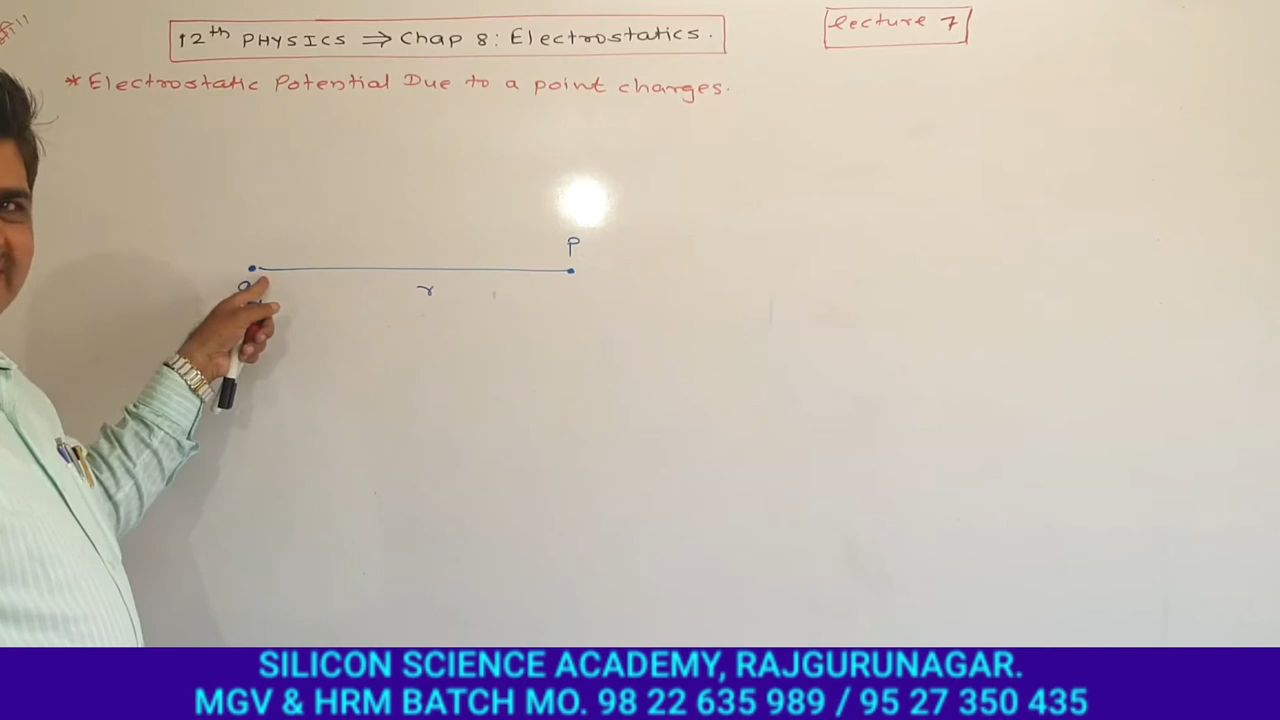 12th PHYSICS ⇒ Chap 8: Electrostatics.
lecture 7
* Electrostatic Potential Due to a point charges.
P
r
SILICON SCIENCE ACADEMY, RAJGURUNAGAR.
MGV & HRM BATCH MO. 98 22 635 989 / 95 27 350 435